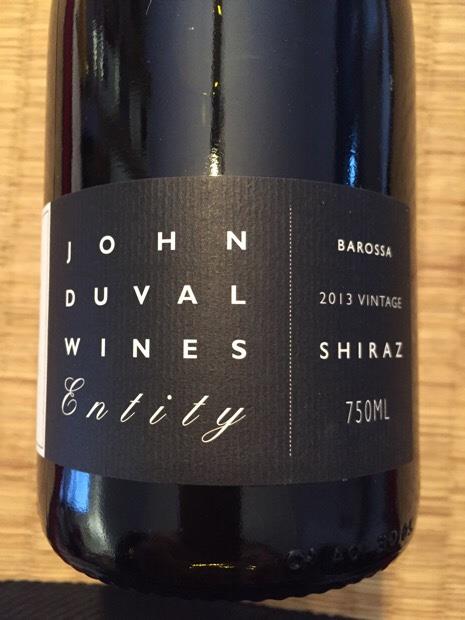 JOHN
DUVAL
WINES
Entity
BAROSSA
2013 VINTAGE
SHIRAZ
750ML